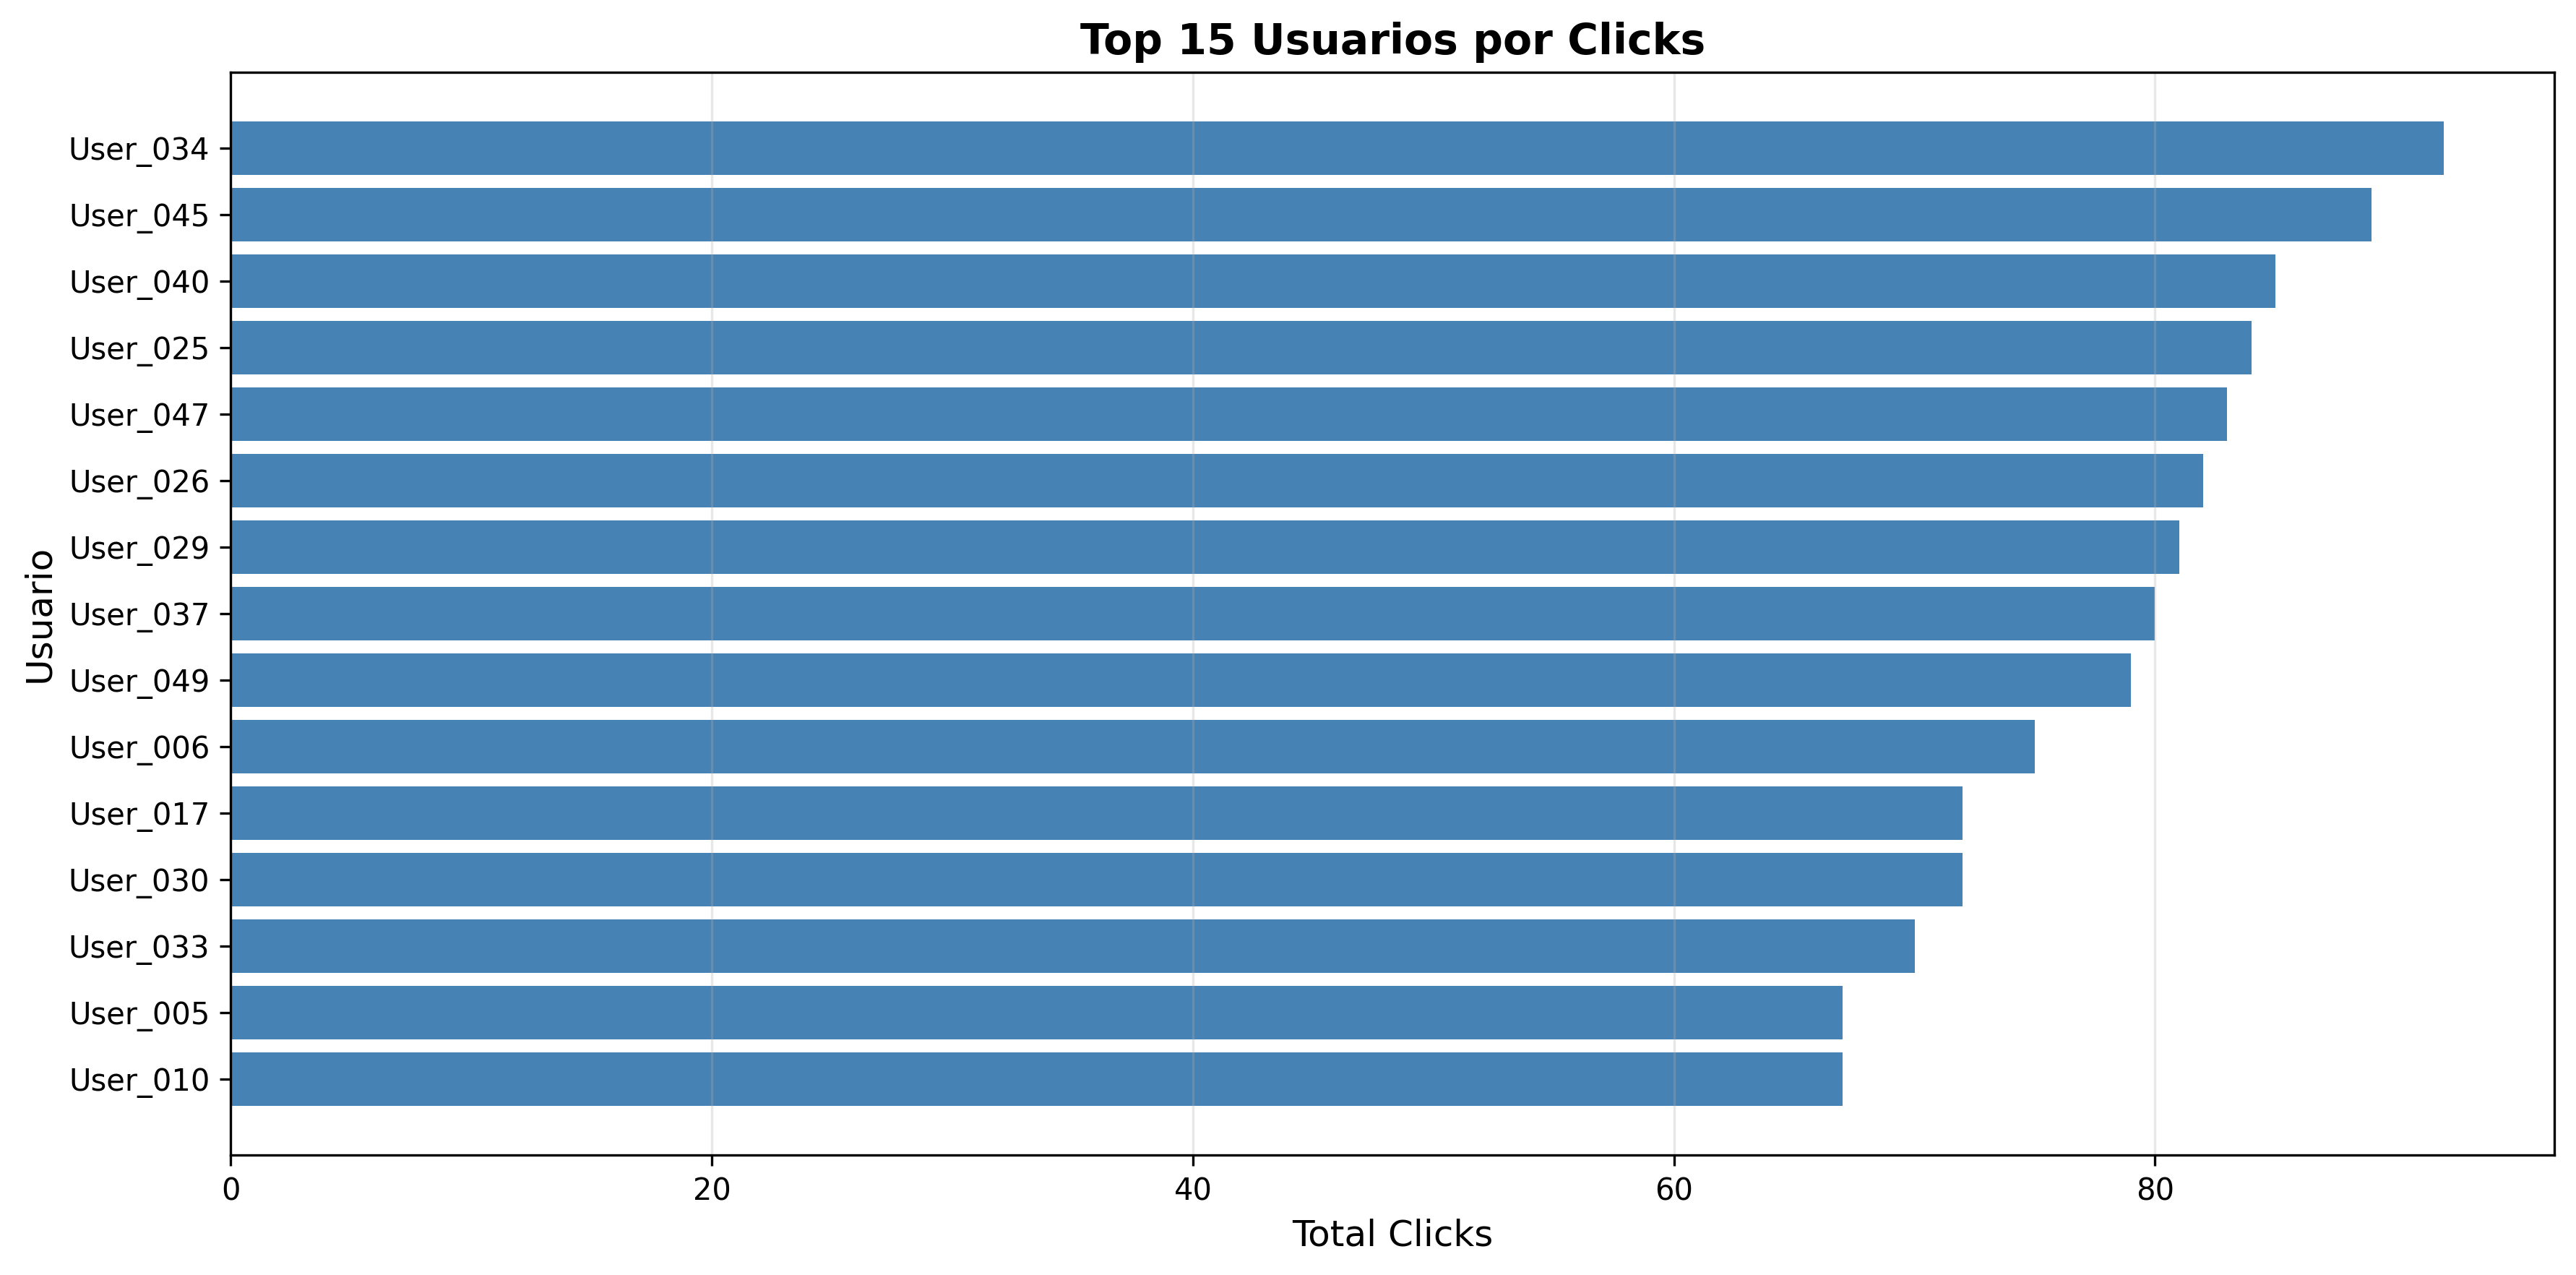 Top 15 Usuarios por Clicks
Usuario
User_034
User_045
User_040
User_025
User_047
User_026
User_029
User_037
User_049
User_006
User_017
User_030
User_033
User_005
User_010
0 20 40 60 80
Total Clicks